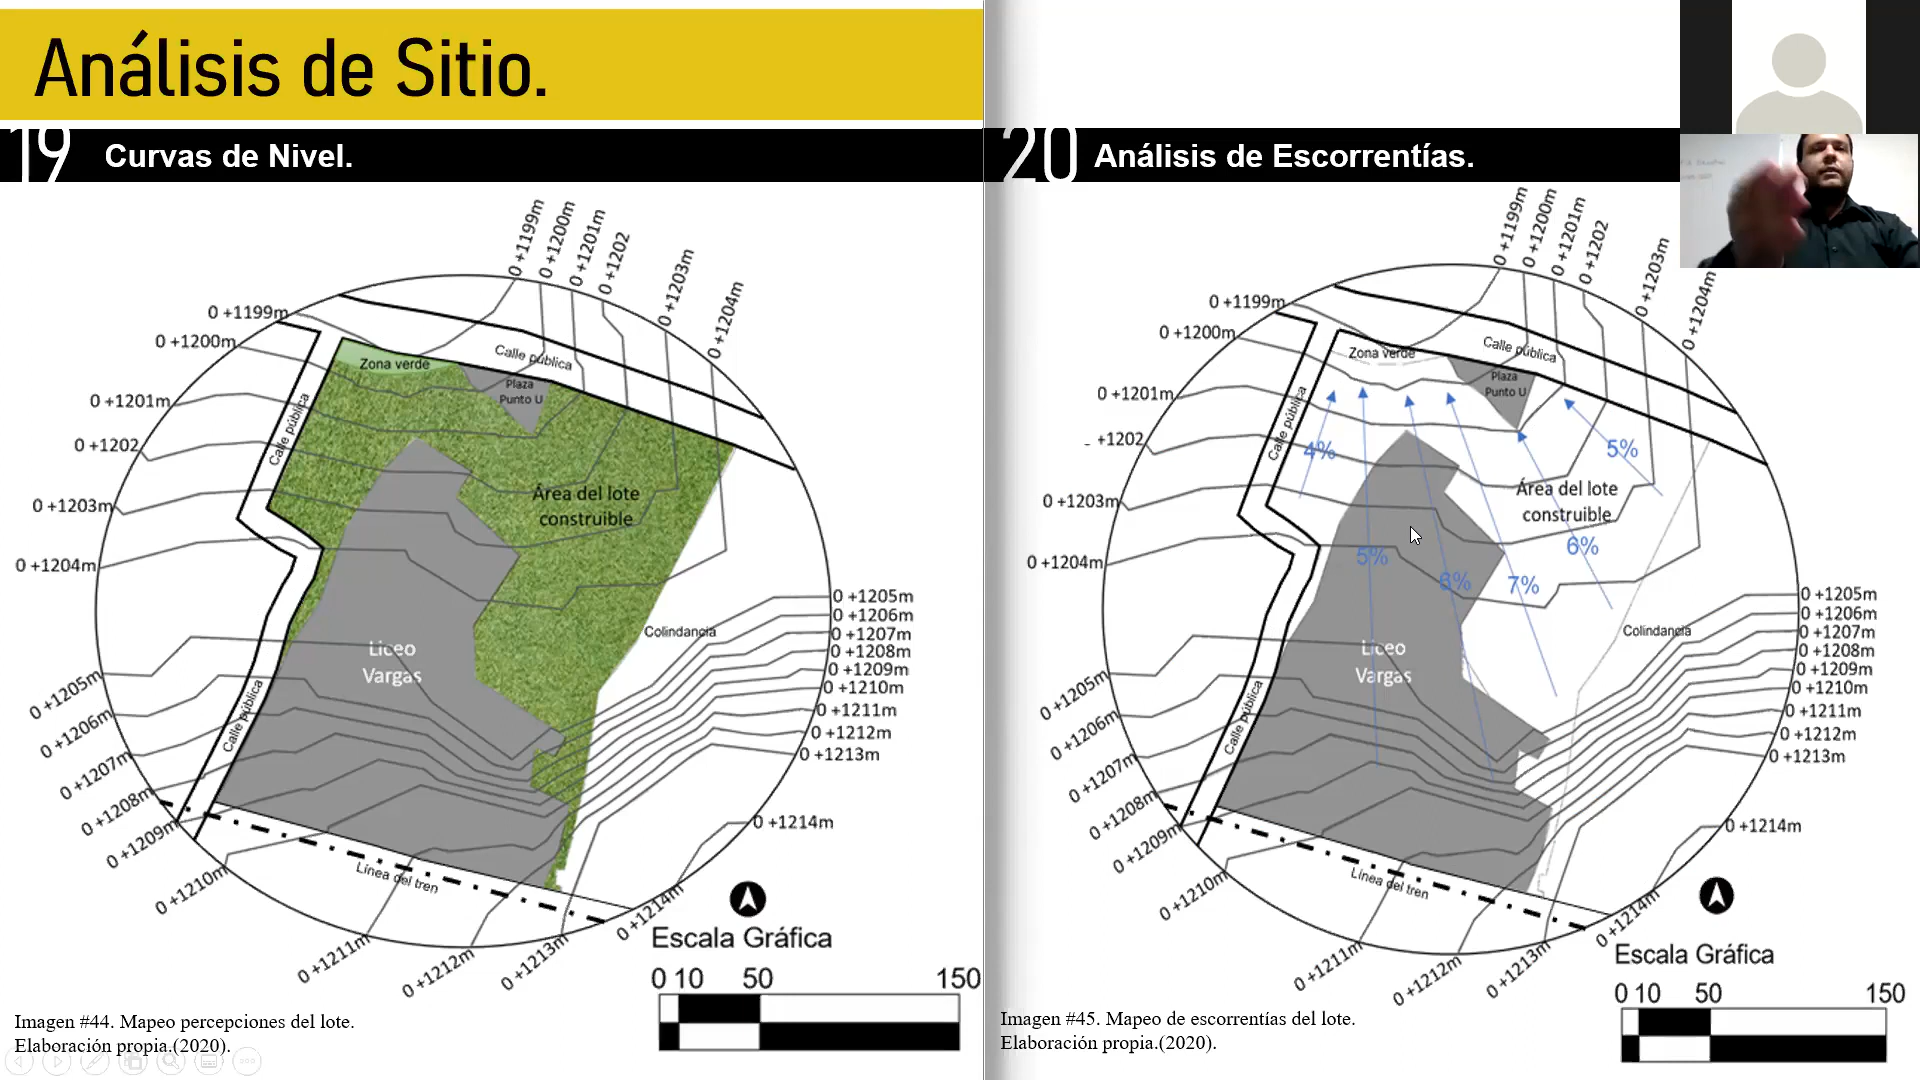 Análisis de Sitio.
19 Curvas de Nivel.
0 +1199m
0 +1200m
0 +1201m
0 +1202
0 +1203m
0 +1204m
0 +1199m
0 +1200m
0 +1201m
0 +1202
0 +1203m
0 +1204m
Zona verde
Calle pública
Plaza
Punto U
Calle pública
Área del lote
construible
Colindancia
Liceo
Vargas
Calle pública
0 +1205m
0 +1206m
0 +1207m
0 +1208m
0 +1209m
0 +1210m
0 +1211m
0 +1212m
0 +1213m
0 +1214m
0 +1205m
0 +1206m
0 +1207m
0 +1208m
0 +1209m
0 +1210m
0 +1211m
0 +1212m
0 +1213m
0 +1214m
Línea del tren
Escala Gráfica
0 10 50 150
Imagen #44. Mapeo percepciones del lote.
Elaboración propia.(2020).
20 Análisis de Escorrentías.
0 +1199m
0 +1200m
0 +1201m
0 +1202
0 +1203m
0 +1204m
0 +1199m
0 +1200m
0 +1201m
- +1202
0 +1203m
0 +1204m
Zona verde
Calle pública
Plaza
Punto U
Calle pública
4%
5%
Área del lote
construible
6%
5%
6%
7%
Colindancia
Liceo
Vargas
Calle pública
0 +1205m
0 +1206m
0 +1207m
0 +1208m
0 +1209m
0 +1210m
0 +1211m
0 +1212m
0 +1213m
0 +1214m
0 +1205m
0 +1206m
0 +1207m
0 +1208m
0 +1209m
0 +1210m
0 +1211m
0 +1212m
0 +1213m
0 +1214m
Línea del tren
Escala Gráfica
0 10 50 150
Imagen #45. Mapeo de escorrentías del lote.
Elaboración propia.(2020).